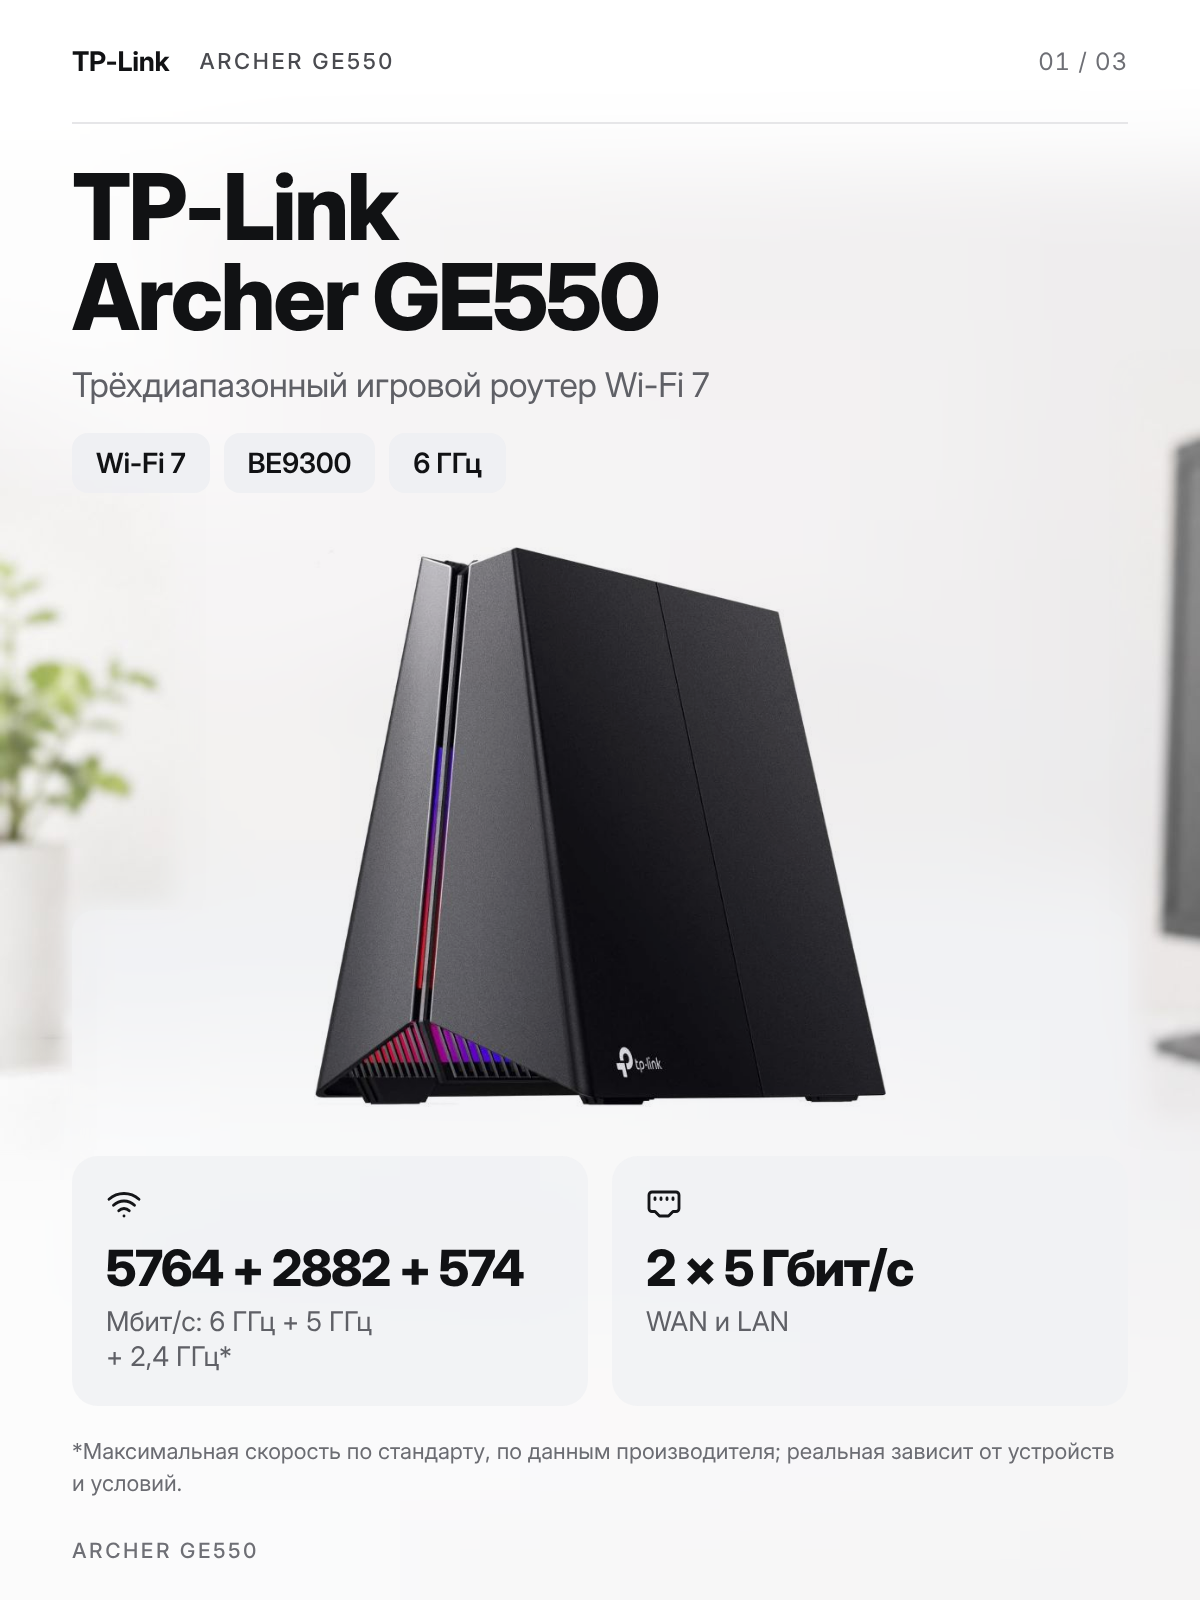 TP-Link ARCHER GE550 01 / 03
TP-Link
Archer GE550
Трёхдиапазонный игровой роутер Wi-Fi 7
Wi-Fi 7 BE9300 6 ГГц
tp-link
5764 + 2882 + 574
Мбит/с: 6 ГГц + 5 ГГц
+ 2,4 ГГц*
2 × 5 Гбит/с
WAN и LAN
*Максимальная скорость по стандарту, по данным производителя; реальная зависит от устройств
и условий.
ARCHER GE550